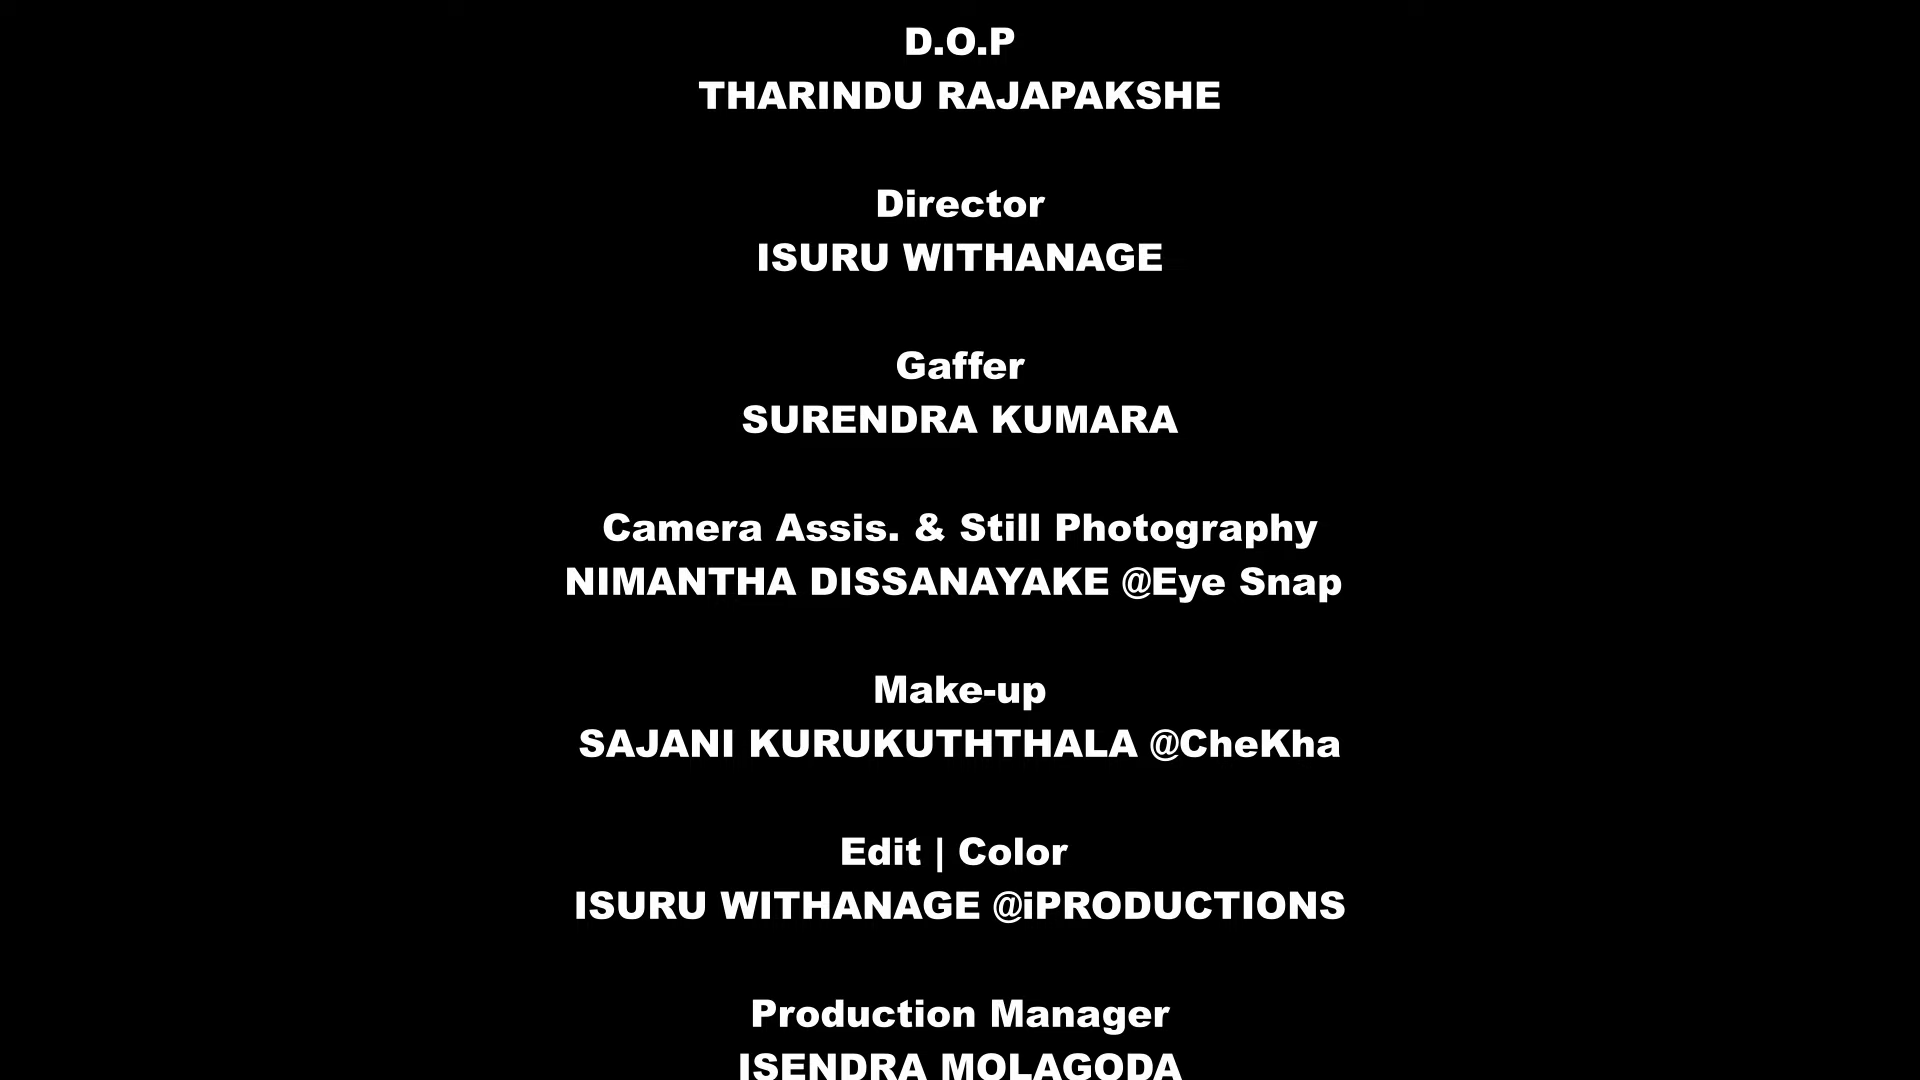 D.O.P
THARINDU RAJAPAKSHE
Director
ISURU WITHANAGE
Gaffer
SURENDRA KUMARA
Camera Assis. & Still Photography
NIMANTHA DISSANAYAKE @Eye Snap
Make-up
SAJANI KURUKUTHTHALA @CheKha
Edit | Color
ISURU WITHANAGE @iPRODUCTIONS
Production Manager
ISENDRA MOLAGODA